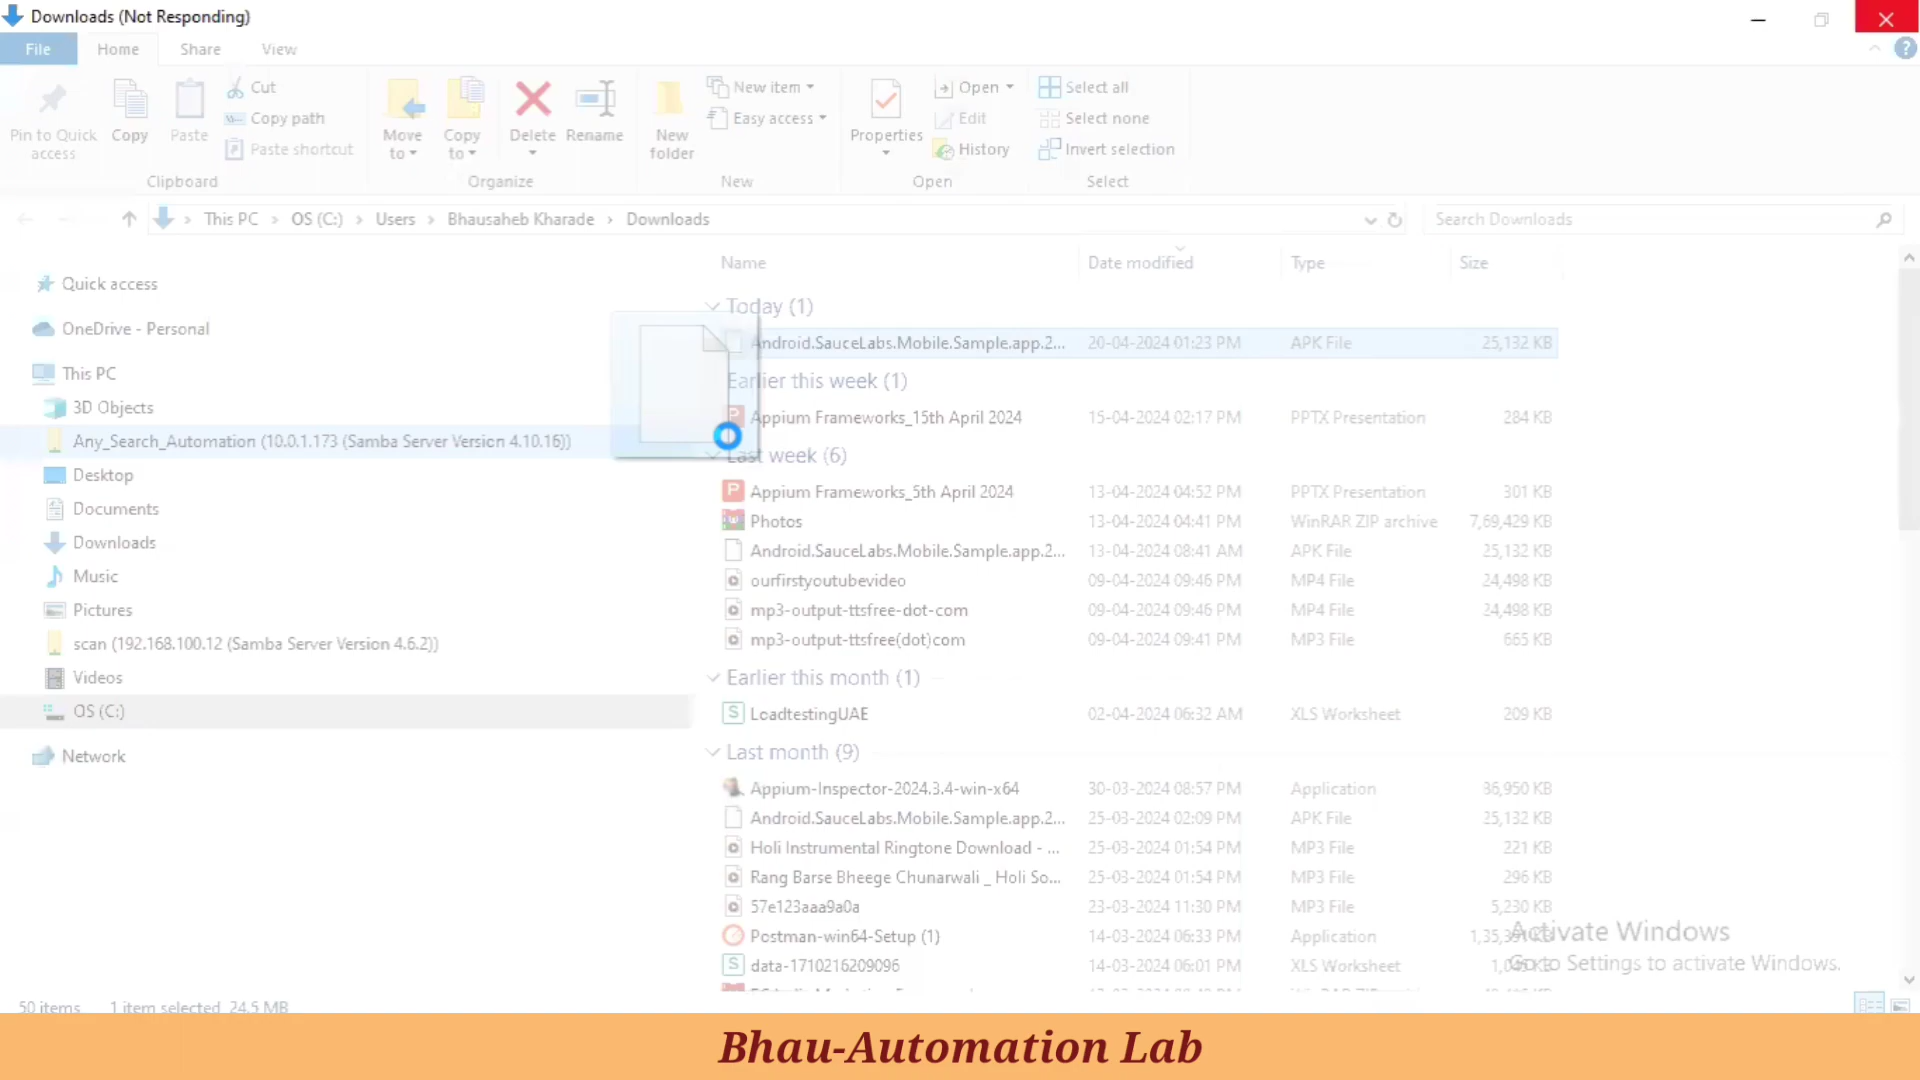 Downloads (Not Responding)
File Home Share View
Pin to Quick access
Copy
Paste
Cut
Copy path
Paste shortcut
Clipboard
Move to
Copy to
Delete
Rename
Organize
New folder
New item
Easy access
New
Properties
Open
Edit
History
Open
Select all
Select none
Invert selection
Select
This PC > OS (C:) > Users > Bhausaheb Kharade > Downloads
Search Downloads
Quick access
OneDrive - Personal
This PC
3D Objects
Any_Search_Automation (10.0.1.173 (Samba Server Version 4.10.16))
Desktop
Documents
Downloads
Music
Pictures
scan (192.168.100.12 (Samba Server Version 4.6.2))
Videos
OS (C:)
Network
Name Date modified Type Size
Today (1)
Android.SauceLabs.Mobile.Sample.app.2... 20-04-2024 01:23 PM APK File 25,132 KB
Earlier this week (1)
Appium Frameworks_15th April 2024 15-04-2024 02:17 PM PPTX Presentation 284 KB
Last week (6)
Appium Frameworks_5th April 2024 13-04-2024 04:52 PM PPTX Presentation 301 KB
Photos 13-04-2024 04:41 PM WinRAR ZIP archive 7,69,429 KB
Android.SauceLabs.Mobile.Sample.app.2... 13-04-2024 08:41 AM APK File 25,132 KB
ourfirstyoutubevideo 09-04-2024 09:46 PM MP4 File 24,498 KB
mp3-output-ttsfree-dot-com 09-04-2024 09:46 PM MP4 File 24,498 KB
mp3-output-ttsfree(dot)com 09-04-2024 09:41 PM MP3 File 665 KB
Earlier this month (1)
LoadtestingUAE 02-04-2024 06:32 AM XLS Worksheet 209 KB
Last month (9)
Appium-Inspector-2024.3.4-win-x64 30-03-2024 08:57 PM Application 86,950 KB
Android.SauceLabs.Mobile.Sample.app.2... 25-03-2024 02:09 PM APK File 25,132 KB
Holi Instrumental Ringtone Download - ... 25-03-2024 01:54 PM MP3 File 221 KB
Rang Barse Bheege Chunarwali _ Holi So... 25-03-2024 01:54 PM MP3 File 296 KB
57e123aaa9a0a 23-03-2024 11:30 PM MP3 File 5,230 KB
Postman-win64-Setup (1) 14-03-2024 06:33 PM Application
data-1710216209096 14-03-2024 06:01 PM XLS Worksheet
Activate Windows
Go to Settings to activate Windows.
50 items 1 item selected 24.5 MB
Bhau-Automation Lab